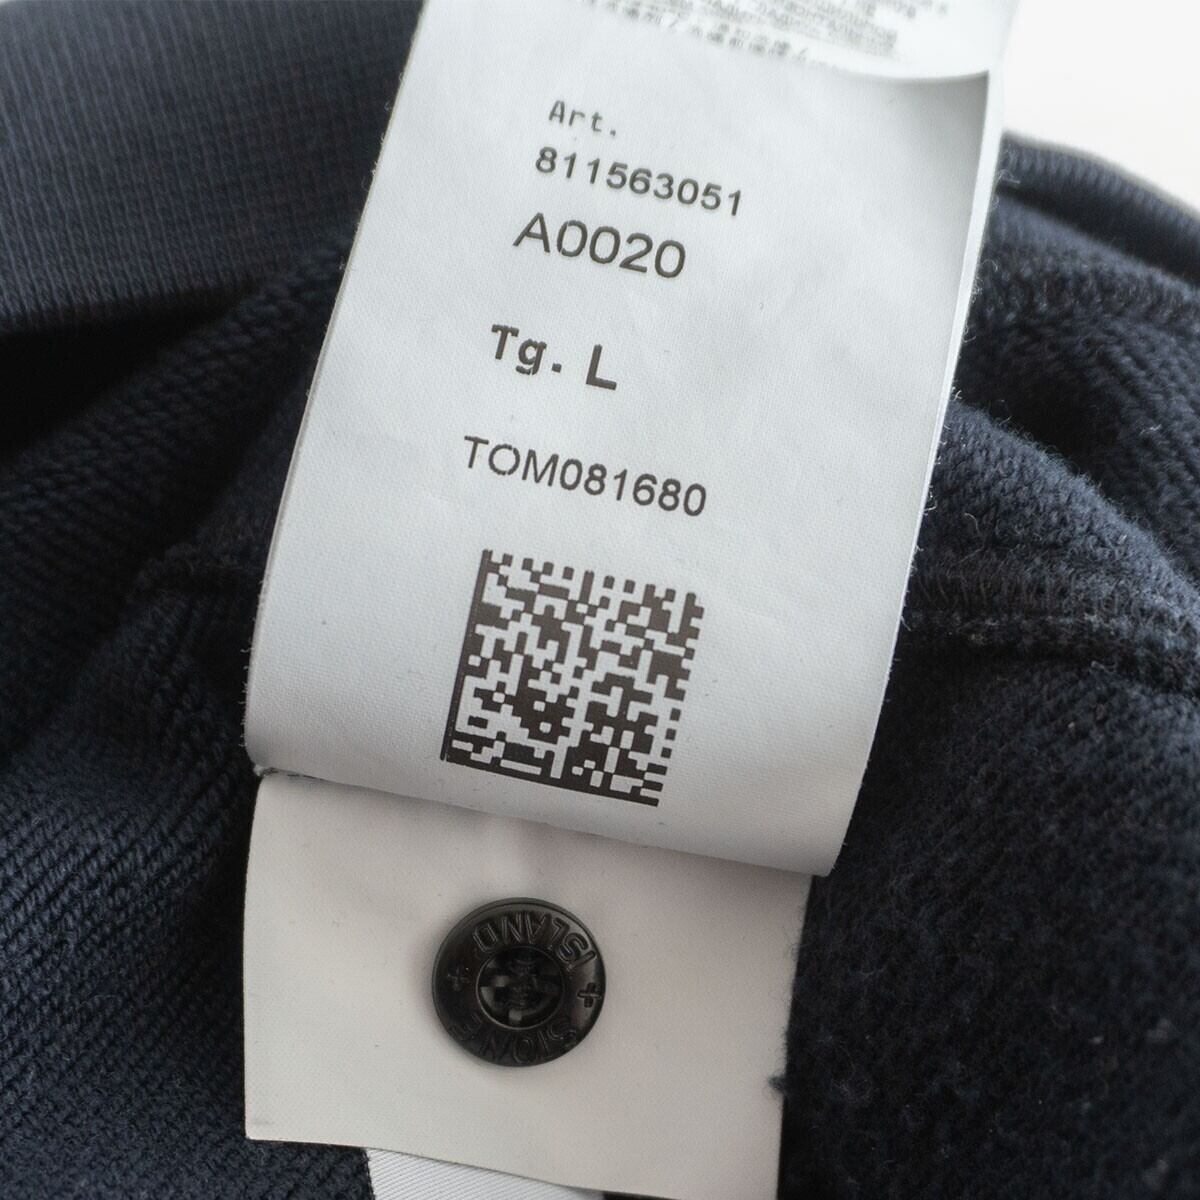 Art.
811563051
A0020
Tg. L
TOM081680
STONE
ISLAND